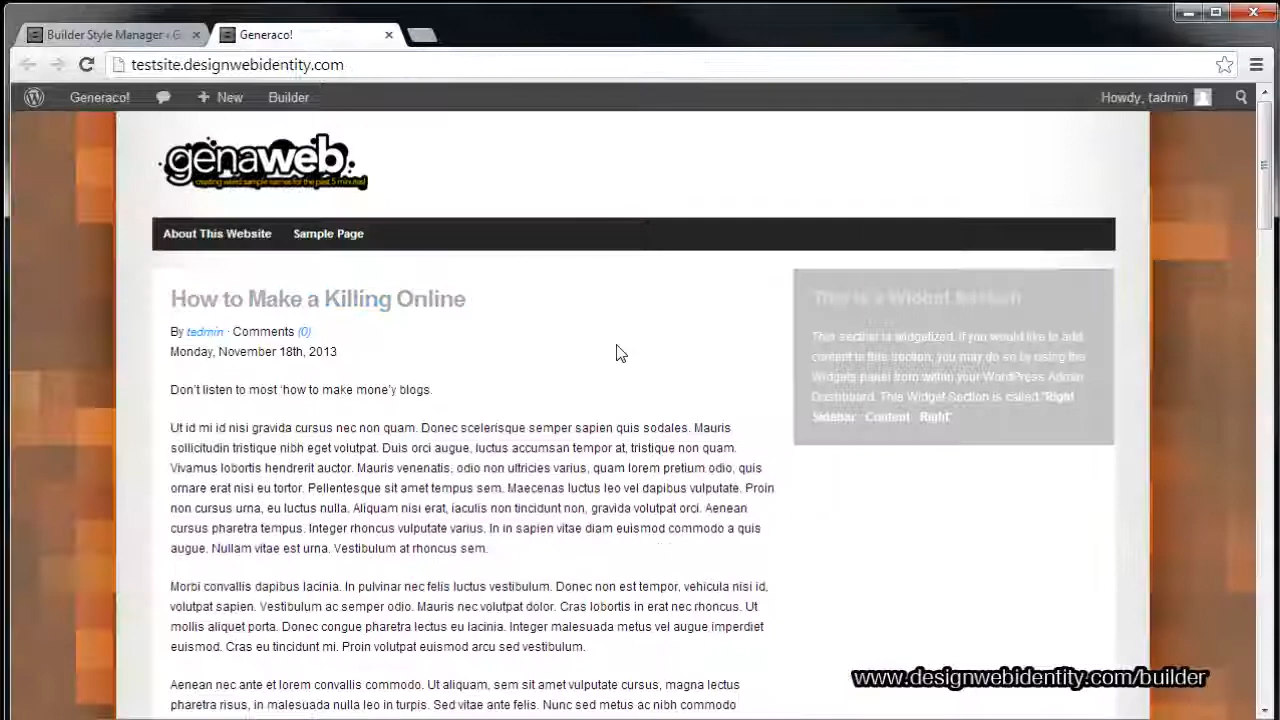 Builder Style Manager ‹ G
Generaco!
testsite.designwebidentity.com
Generaco!
New
Builder
Howdy, tadmin
genaweb
creating weird sample names for the past 5 minutes!
About This Website
Sample Page
How to Make a Killing Online
By tadmin · Comments (0)
Monday, November 18th, 2013
Don't listen to most 'how to make mone'y blogs.
Ut id mi id nisi gravida cursus nec non quam. Donec scelerisque semper sapien quis sodales. Mauris
sollicitudin tristique nibh eget volutpat. Duis orci augue, luctus accumsan tempor at, tristique non quam.
Vivamus lobortis hendrerit auctor. Mauris venenatis, odio non ultricies varius, quam lorem pretium odio, quis
ornare erat nisi eu tortor. Pellentesque sit amet tempus sem. Maecenas luctus leo vel dapibus vulputate. Proin
non cursus urna, eu luctus nulla. Aliquam nisi erat, iaculis non tincidunt non, gravida volutpat orci. Aenean
cursus pharetra tempus. Integer rhoncus vulputate varius. In in sapien vitae diam euismod commodo a quis
augue. Nullam vitae est urna. Vestibulum at rhoncus sem.
Morbi convallis dapibus lacinia. In pulvinar nec felis luctus vestibulum. Donec non est tempor, vehicula nisi id,
volutpat sapien. Vestibulum ac semper odio. Mauris nec volutpat dolor. Cras lobortis in erat nec rhoncus. Ut
mollis aliquet porta. Donec congue pharetra lectus eu lacinia. Integer malesuada metus vel augue imperdiet
euismod. Cras eu tincidunt mi. Proin volutpat euismod arcu sed vestibulum.
Aenean nec ante et lorem convallis commodo. Ut aliquam, sem sit amet vulputate cursus, magna lectus
pharetra risus, in malesuada nulla lorem in turpis. Sed vitae ante felis. Nunc sed metus ac nibh commodo
This is a Widget Section
This section is widgetized. If you would like to add
content to this section, you may do so by using the
Widgets panel from within your WordPress Admin
Dashboard. This Widget Section is called "Right
Sidebar Content Right"
www.designwebidentity.com/builder